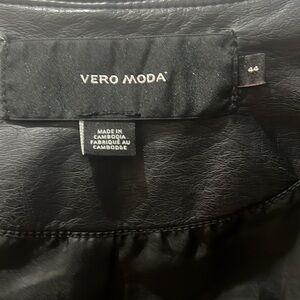 VERO MODA
44
MADE IN
CAMBODIA
FABRIQUÉ AU
CAMBODGE